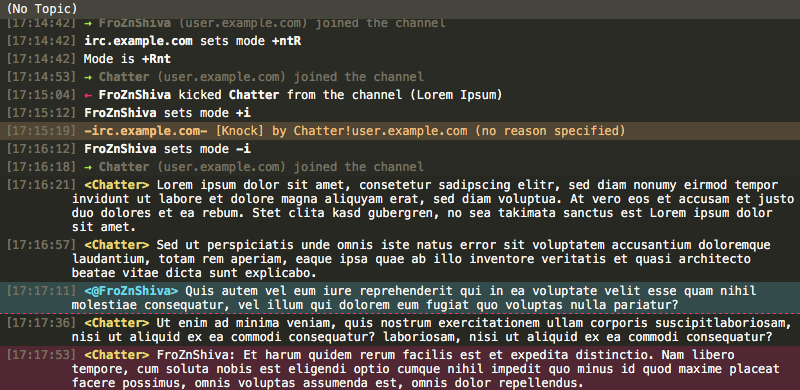 (No Topic)
[17:14:42] → FroZnShiva (user.example.com) joined the channel
[17:14:42] irc.example.com sets mode +ntR
[17:14:42] Mode is +Rnt
[17:14:53] → Chatter (user.example.com) joined the channel
[17:15:04] ← FroZnShiva kicked Chatter from the channel (Lorem Ipsum)
[17:15:12] FroZnShiva sets mode +i
[17:15:19] -irc.example.com- [Knock] by Chatter!user.example.com (no reason specified)
[17:16:12] FroZnShiva sets mode -i
[17:16:18] → Chatter (user.example.com) joined the channel
[17:16:21] <Chatter> Lorem ipsum dolor sit amet, consetetur sadipscing elitr, sed diam nonumy eirmod tempor
invidunt ut labore et dolore magna aliquyam erat, sed diam voluptua. At vero eos et accusam et justo
duo dolores et ea rebum. Stet clita kasd gubergren, no sea takimata sanctus est Lorem ipsum dolor
sit amet.
[17:16:57] <Chatter> Sed ut perspiciatis unde omnis iste natus error sit voluptatem accusantium doloremque
laudantium, totam rem aperiam, eaque ipsa quae ab illo inventore veritatis et quasi architecto
beatae vitae dicta sunt explicabo.
[17:17:11] <@FroZnShiva> Quis autem vel eum iure reprehenderit qui in ea voluptate velit esse quam nihil
molestiae consequatur, vel illum qui dolorem eum fugiat quo voluptas nulla pariatur?
[17:17:36] <Chatter> Ut enim ad minima veniam, quis nostrum exercitationem ullam corporis suscipitlaboriosam,
nisi ut aliquid ex ea commodi consequatur? laboriosam, nisi ut aliquid ex ea commodi consequatur?
[17:17:53] <Chatter> FroZnShiva: Et harum quidem rerum facilis est et expedita distinctio. Nam libero
tempore, cum soluta nobis est eligendi optio cumque nihil impedit quo minus id quod maxime placeat
facere possimus, omnis voluptas assumenda est, omnis dolor repellendus.